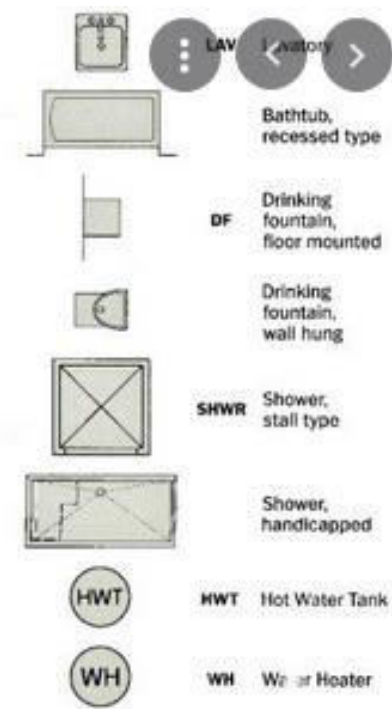 LAV
Bathtub,
recessed type
DF
Drinking
fountain,
floor mounted
Drinking
fountain,
wall hung
SHWR
Shower,
stall type
Shower,
handicapped
HWT
HWT
Hot Water Tank
WH
WH
Heater